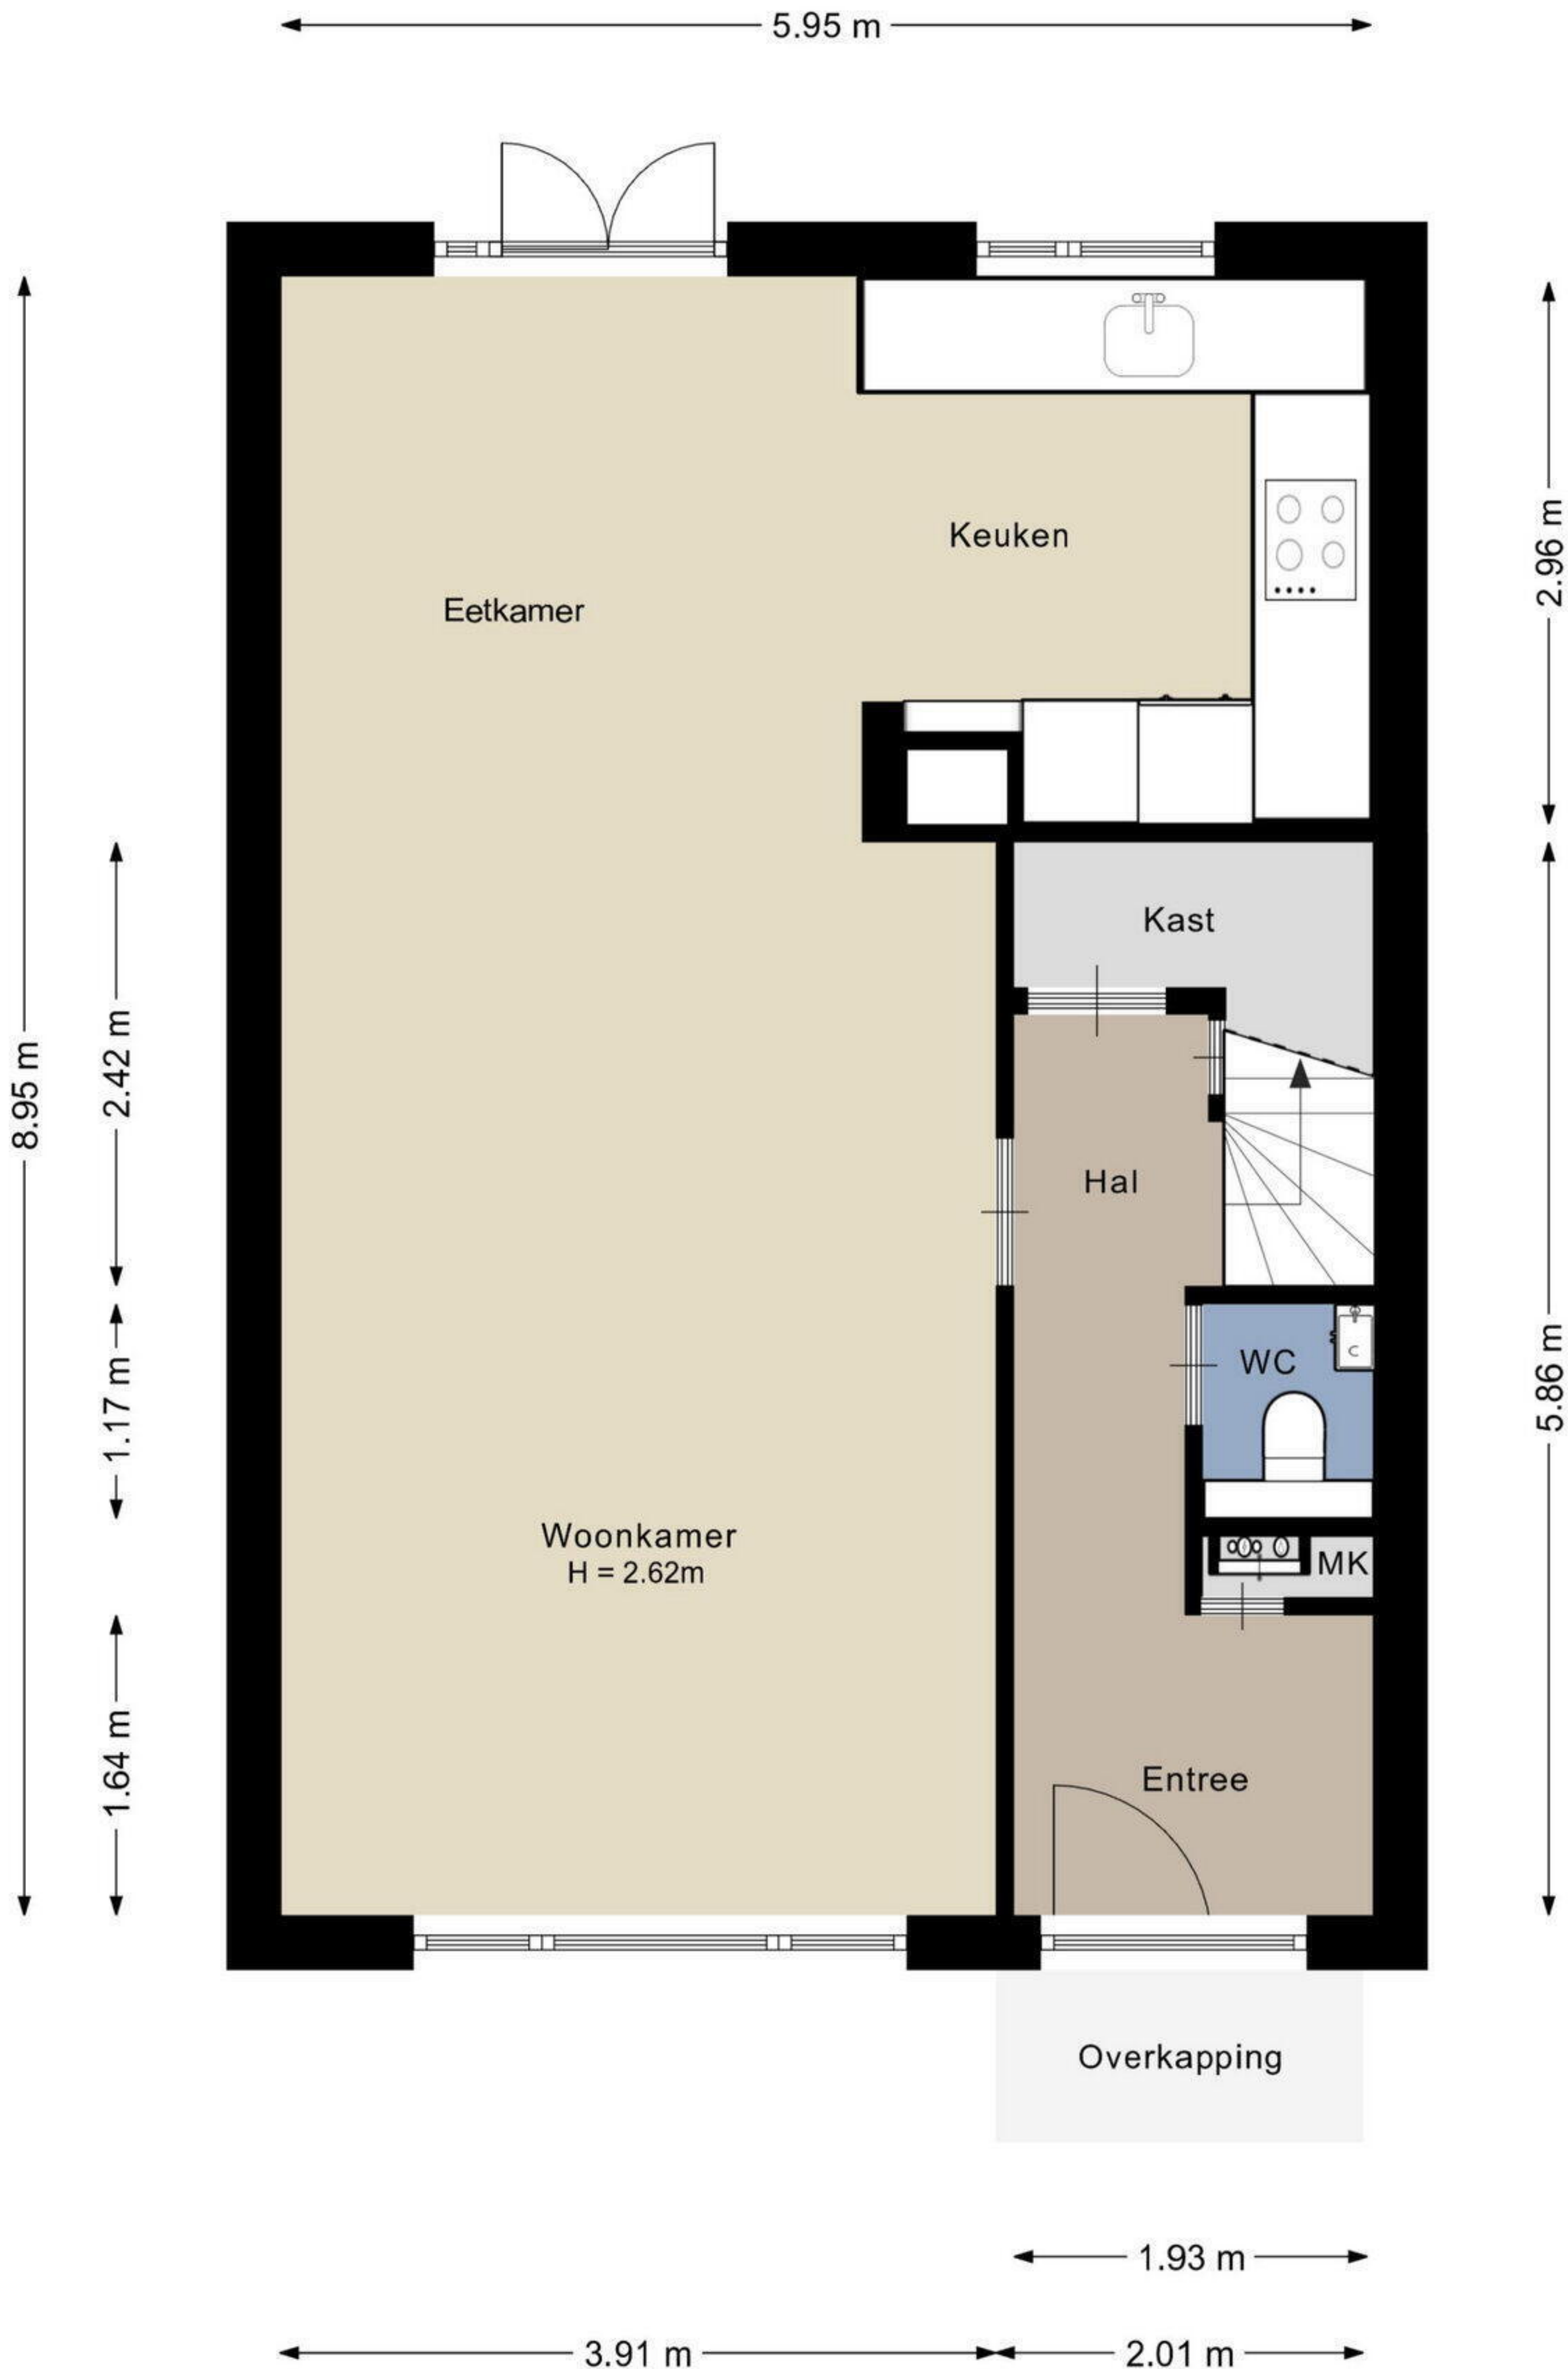 5.95 m
Keuken
2.96 m
Eetkamer
Kast
8.95 m
2.42 m
Hal
WC
1.17 m
5.86 m
Woonkamer
H = 2.62m
MK
1.64 m
Entree
Overkapping
1.93 m
3.91 m
2.01 m